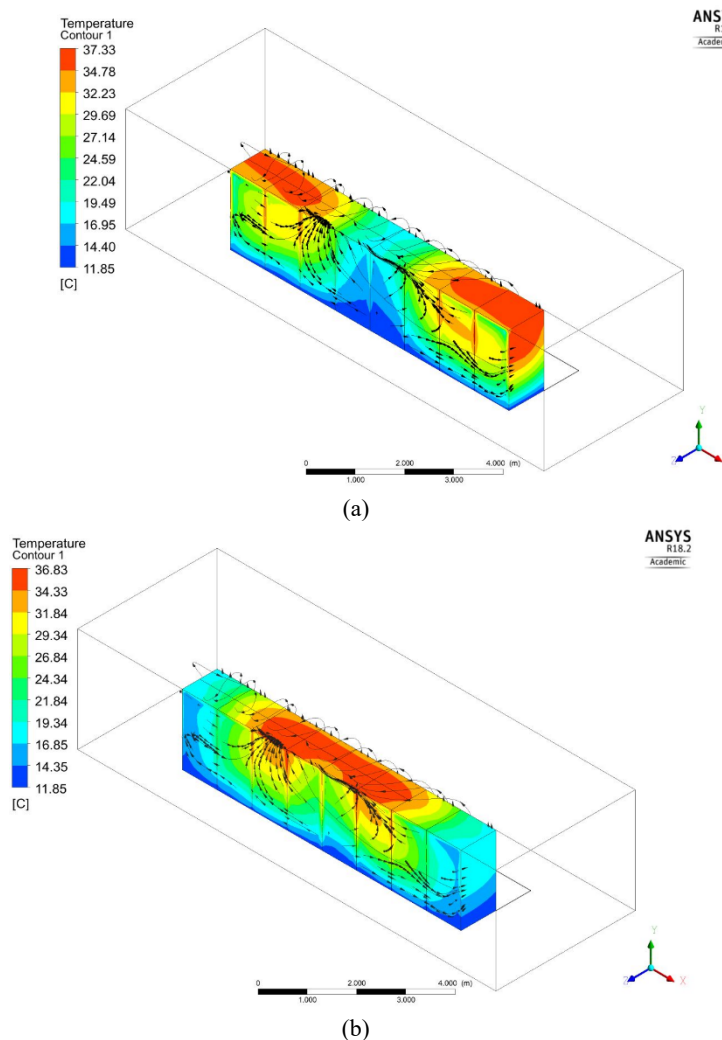 Temperature
Contour 1
37.33
34.78
32.23
29.69
27.14
24.59
22.04
19.49
16.95
14.40
11.85
[C]
ANS
R1
Acade
Y
Z
0 2.000 4.000 (m)
1.000 3.000
(a)
Temperature
Contour 1
36.83
34.33
31.84
29.34
26.84
24.34
21.84
19.34
16.85
14.35
11.85
[C]
ANSYS
R18.2
Academic
Y
Z X
0 2.000 4.000 (m)
1.000 3.000
(b)